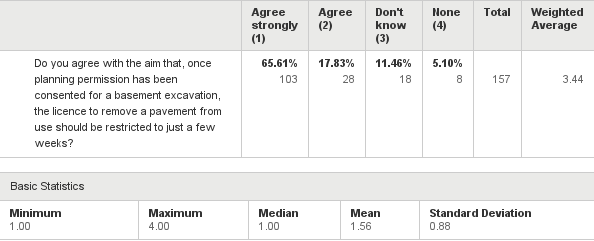 Agree strongly (1) Agree (2) Don't know (3) None (4) Total Weighted Average
Do you agree with the aim that, once
planning permission has been
consented for a basement excavation,
the licence to remove a pavement from
use should be restricted to just a few
weeks?
65.61% 17.83% 11.46% 5.10%
103 28 18 8 157 3.44
Basic Statistics
Minimum Maximum Median Mean Standard Deviation
1.00 4.00 1.00 1.56 0.88